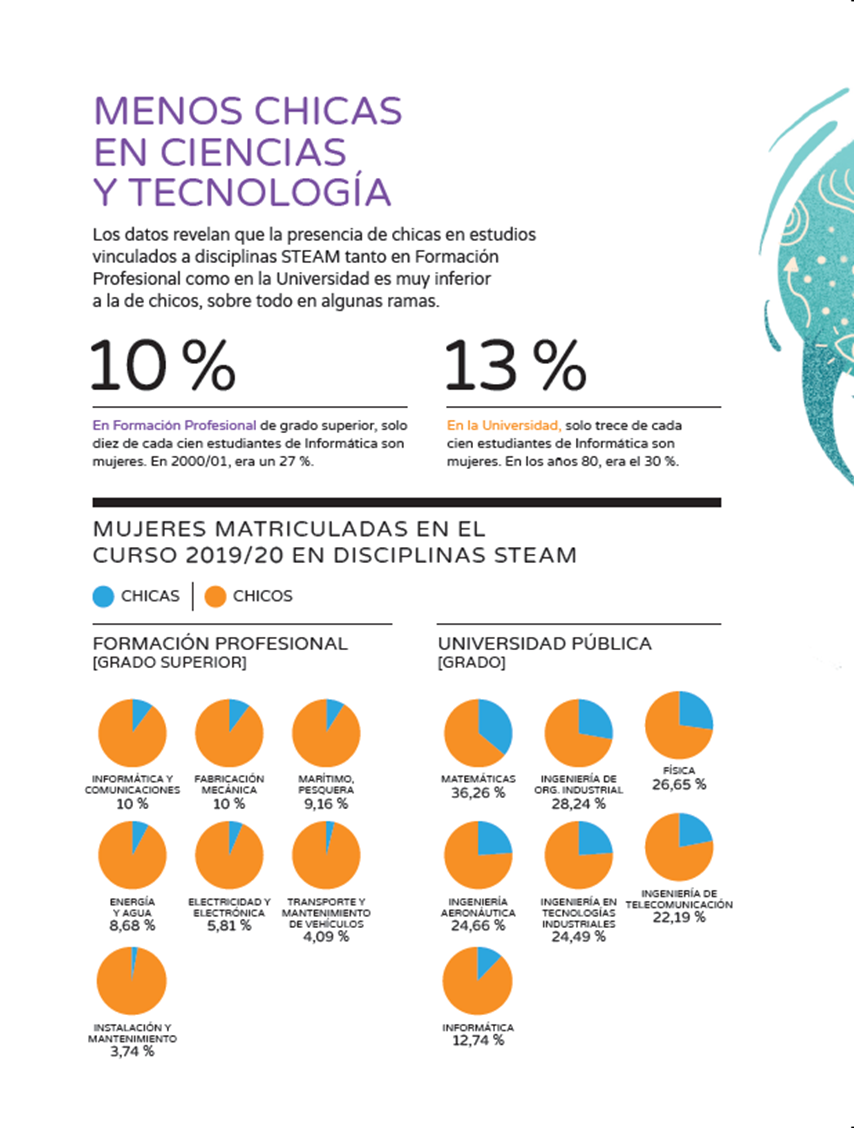 MENOS CHICAS
EN CIENCIAS
Y TECNOLOGÍA
Los datos revelan que la presencia de chicas en estudios
vinculados a disciplinas STEAM tanto en Formación
Profesional como en la Universidad es muy inferior
a la de chicos, sobre todo en algunas ramas.
10 %
En Formación Profesional de grado superior, solo
diez de cada cien estudiantes de Informática son
mujeres. En 2000/01, era un 27 %.
13 %
En la Universidad, solo trece de cada
cien estudiantes de Informática son
mujeres. En los años 80, era el 30 %.
MUJERES MATRICULADAS EN EL
CURSO 2019/20 EN DISCIPLINAS STEAM
CHICAS
CHICOS
FORMACIÓN PROFESIONAL
[GRADO SUPERIOR]
INFORMÁTICA Y
COMUNICACIONES
10 %
FABRICACIÓN
MECÁNICA
10 %
MARÍTIMO,
PESQUERA
9,16 %
ENERGÍA
Y AGUA
8,68 %
ELECTRICIDAD Y
ELECTRÓNICA
5,81 %
TRANSPORTE Y
MANTENIMIENTO
DE VEHÍCULOS
4,09 %
INSTALACIÓN Y
MANTENIMIENTO
3,74 %
UNIVERSIDAD PÚBLICA
[GRADO]
MATEMÁTICAS
36,26 %
INGENIERÍA DE
ORG. INDUSTRIAL
28,24 %
FÍSICA
26,65 %
INGENIERÍA
AERONÁUTICA
24,66 %
INGENIERÍA EN
TECNOLOGÍAS
INDUSTRIALES
24,49 %
INGENIERÍA DE
TELECOMUNICACIÓN
22,19 %
INFORMÁTICA
12,74 %